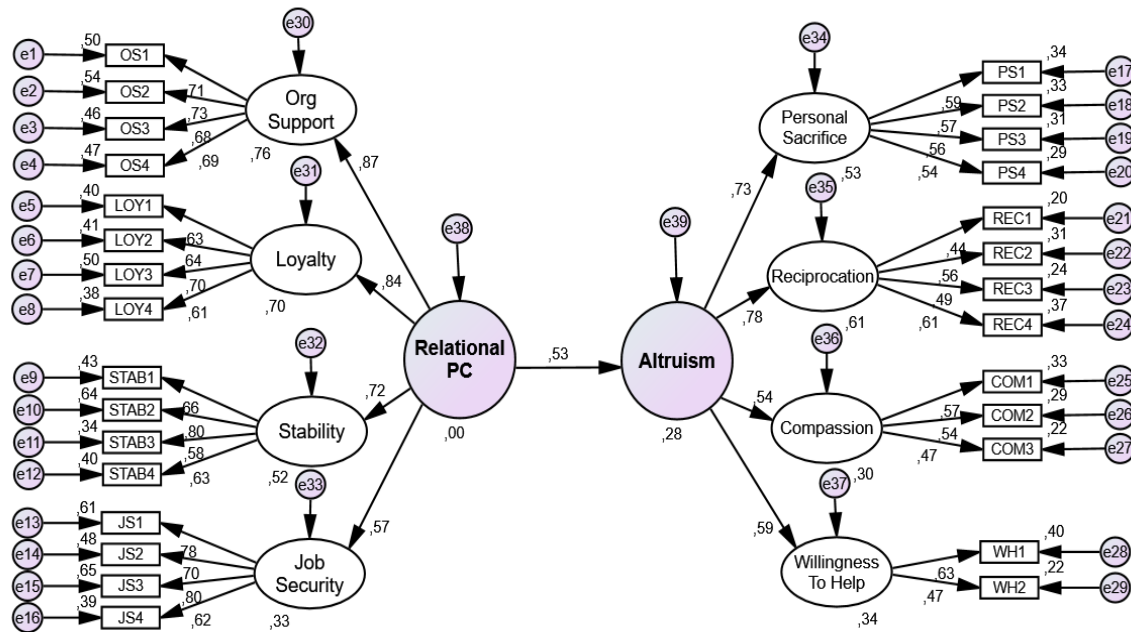 e30
e1
,50
OS1
e2
,54
OS2
,71
e3
,46
OS3
,73
e4
,47
OS4
,68
,69
Org
Support
,76
,87
e31
e5
,40
LOY1
e6
,41
LOY2
,63
e7
,50
LOY3
,64
e8
,38
LOY4
,70
,61
Loyalty
,70
,84
e38
Relational
PC
,00
e32
e9
,43
STAB1
e10
,64
STAB2
,66
e11
,34
STAB3
,80
e12
,40
STAB4
,58
,63
Stability
,52
,72
e33
e13
,61
JS1
e14
,48
JS2
,78
e15
,65
JS3
,70
e16
,39
JS4
,80
,62
Job
Security
,33
,57
,53
e39
Altruism
,28
e34
Personal
Sacrifice
,53
,73
PS1
,34
e17
,59
PS2
,33
e18
,57
PS3
,31
e19
,56
PS4
,29
e20
,54
e35
Reciprocation
,61
,78
REC1
,20
e21
,44
REC2
,31
e22
,56
REC3
,24
e23
,49
REC4
,37
e24
,61
e36
Compassion
,30
,54
COM1
,33
e25
,57
COM2
,29
e26
,54
COM3
,22
e27
,47
e37
Willingness
To Help
,34
,59
WH1
,40
e28
,63
WH2
,22
e29
,47